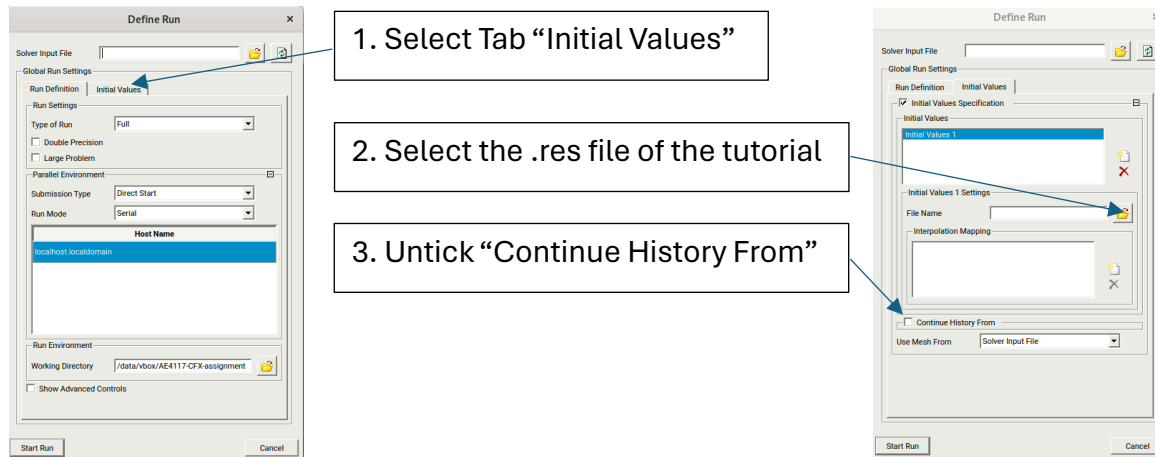 Define Run
×
Solver Input File
Global Run Settings
Run Definition
Initial Values
Run Settings
Type of Run
Full
Double Precision
Large Problem
Parallel Environment
Submission Type
Direct Start
Run Mode
Serial
Host Name
localhost.localdomain
Run Environment
Working Directory
/data/vbox/AE4117-CFX-assignment
Show Advanced Controls
Start Run
Cancel
1. Select Tab “Initial Values”
2. Select the .res file of the tutorial
3. Untick “Continue History From”
Define Run
Solver Input File
Global Run Settings
Run Definition
Initial Values
Initial Values Specification
Initial Values
Initial Values 1
Initial Values 1 Settings
File Name
Interpolation Mapping
Continue History From
Use Mesh From
Solver Input File
Start Run
Cancel